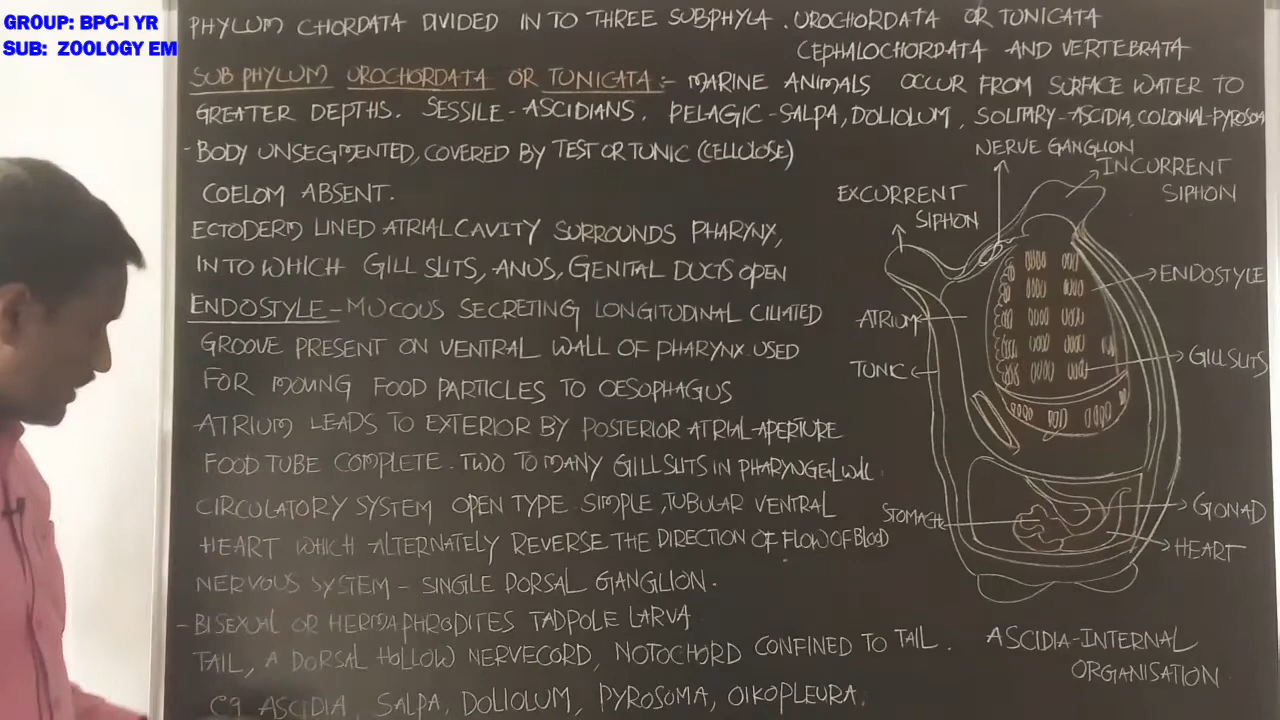 GROUP: BPC-I YR
SUB: ZOOLOGY EM
PHYLUM CHORDATA DIVIDED IN TO THREE SUBPHYLA . UROCHORDATA OR TUNICATA
CEPHALOCHORDATA AND VERTEBRATA
SUB PHYLUM UROCHORDATA OR TUNICATA :- MARINE ANIMALS OCCUR FROM SURFACE WATER TO
GREATER DEPTHS. SESSILE-ASCIDIANS. PELAGIC-SALPA, DOLIOLUM, SOLITARY-ASCIDIA, COLONIAL-PYROSOM
- BODY UNSEGMENTED, COVERED BY TEST OR TUNIC (CELLULOSE)
COELOM ABSENT.
ECTODERM LINED ATRIAL CAVITY SURROUNDS PHARYNX,
IN TO WHICH GILL SLITS, ANUS, GENITAL DUCTS OPEN
ENDOSTYLE - MUCOUS SECRETING LONGITUDINAL CILIATED
GROOVE PRESENT ON VENTRAL WALL OF PHARYNX USED
FOR MOVING FOOD PARTICLES TO OESOPHAGUS
ATRIUM LEADS TO EXTERIOR BY POSTERIOR ATRIAL-APERTURE
FOOD TUBE COMPLETE. TWO TO MANY GILL SLITS IN PHARYNGEAL WALL
CIRCULATORY SYSTEM OPEN TYPE SIMPLE, TUBULAR VENTRAL
HEART WHICH ALTERNATELY REVERSE THE DIRECTION OF FLOW OF BLOOD
NERVOUS SYSTEM - SINGLE DORSAL GANGLION.
- BISEXUAL OR HERMAPHRODITES TADPOLE LARVA
TAIL, A DORSAL HOLLOW NERVECORD, NOTOCHORD CONFINED TO TAIL.
eg ASCIDIA, SALPA, DOLIOLUM, PYROSOMA, OIKOPLEURA.
NERVE GANGLION
INCURRENT
SIPHON
EXCURRENT
SIPHON
ENDOSTYLE
ATRIUM
GILL SLITS
TUNIC
STOMACH
GONAD
HEART
ASCIDIA-INTERNAL
ORGANISATION